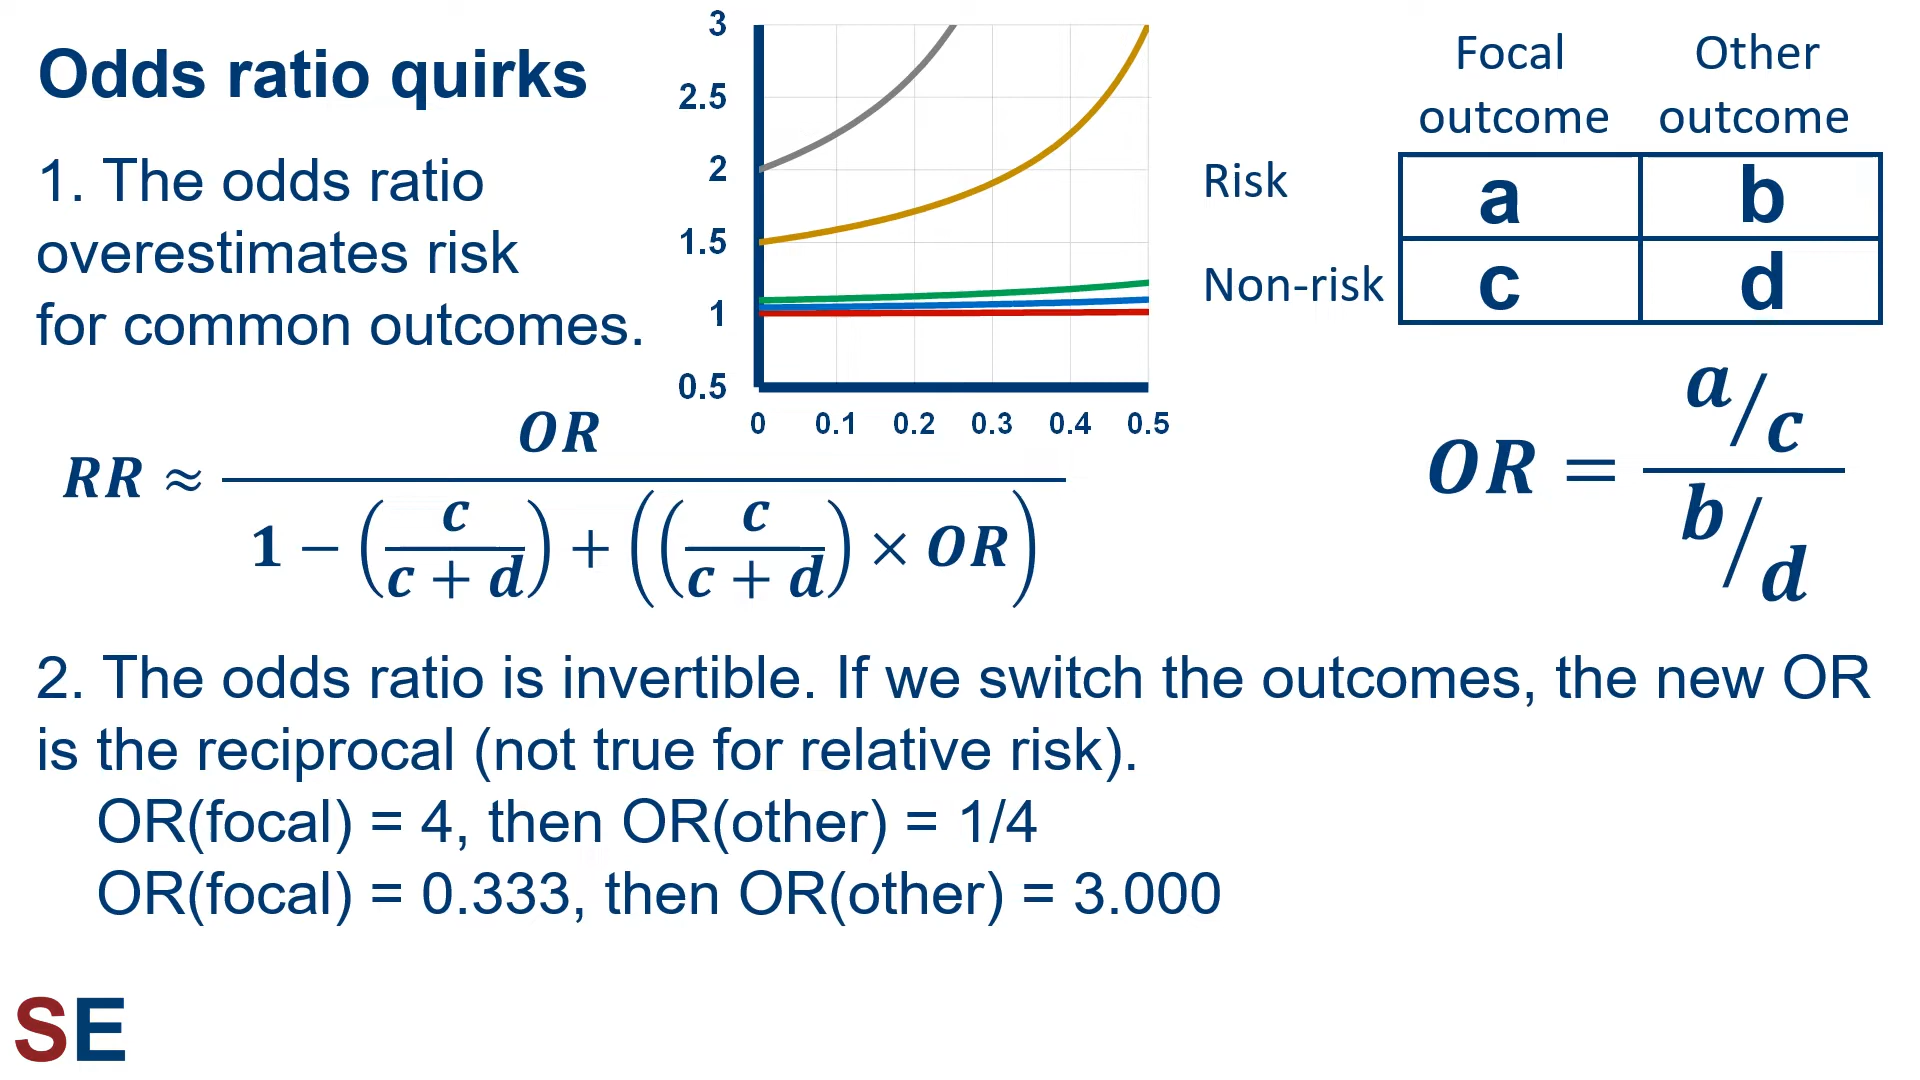 Odds ratio quirks
1. The odds ratio
overestimates risk
for common outcomes.
3
2.5
2
1.5
1
0.5
0 0.1 0.2 0.3 0.4 0.5
Focal Other
outcome outcome
Risk a b
Non-risk c d
RR ≈ OR / (1 − (c/(c + d)) + ((c/(c + d)) × OR))
OR = (a/c) / (b/d)
2. The odds ratio is invertible. If we switch the outcomes, the new OR
is the reciprocal (not true for relative risk).
OR(focal) = 4, then OR(other) = 1/4
OR(focal) = 0.333, then OR(other) = 3.000
SE